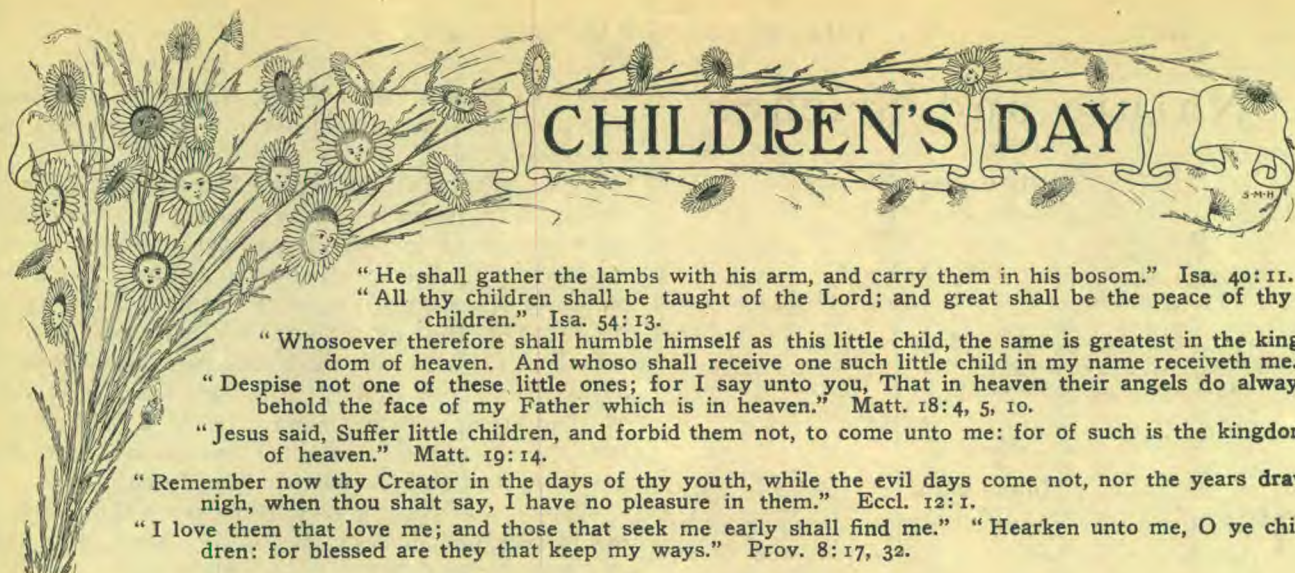 CHILDREN'S DAY
S·M·H
“He shall gather the lambs with his arm, and carry them in his bosom.” Isa. 40:11.
“All thy children shall be taught of the Lord; and great shall be the peace of thy
children.” Isa. 54:13.
“Whosoever therefore shall humble himself as this little child, the same is greatest in the king
dom of heaven. And whoso shall receive one such little child in my name receiveth me.
“Despise not one of these little ones; for I say unto you, That in heaven their angels do alway
behold the face of my Father which is in heaven.” Matt. 18:4, 5, 10.
“Jesus said, Suffer little children, and forbid them not, to come unto me: for of such is the kingdo
of heaven.” Matt. 19:14.
“Remember now thy Creator in the days of thy youth, while the evil days come not, nor the years dra
nigh, when thou shalt say, I have no pleasure in them.” Eccl. 12:1.
“I love them that love me; and those that seek me early shall find me.” “Hearken unto me, O ye chi
dren: for blessed are they that keep my ways.” Prov. 8:17, 32.